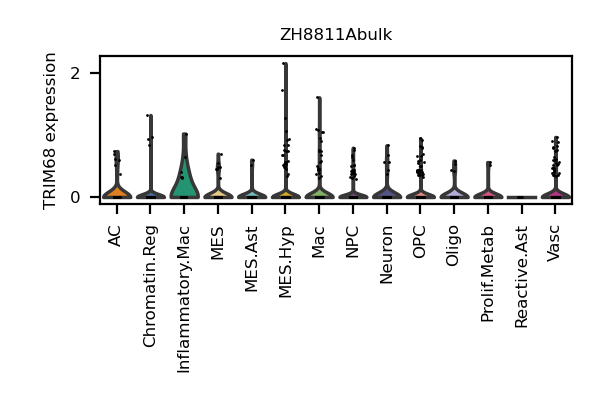 ZH8811Abulk
TRIM68 expression
2
0
AC
Chromatin.Reg
Inflammatory.Mac
MES
MES.Ast
MES.Hyp
Mac
NPC
Neuron
OPC
Oligo
Prolif.Metab
Reactive.Ast
Vasc